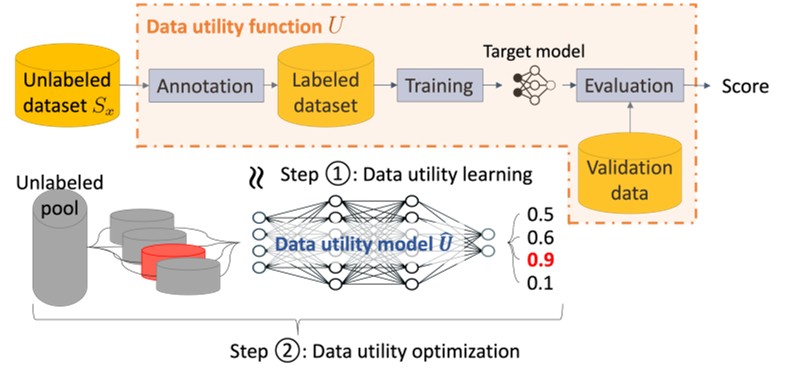 Data utility function U
Unlabeled
dataset Sₓ
Annotation
Labeled
dataset
Training
Target model
Evaluation
Score
Validation
data
≈ Step ①: Data utility learning
Unlabeled
pool
Data utility model Û
0.5
0.6
0.9
0.1
Step ②: Data utility optimization